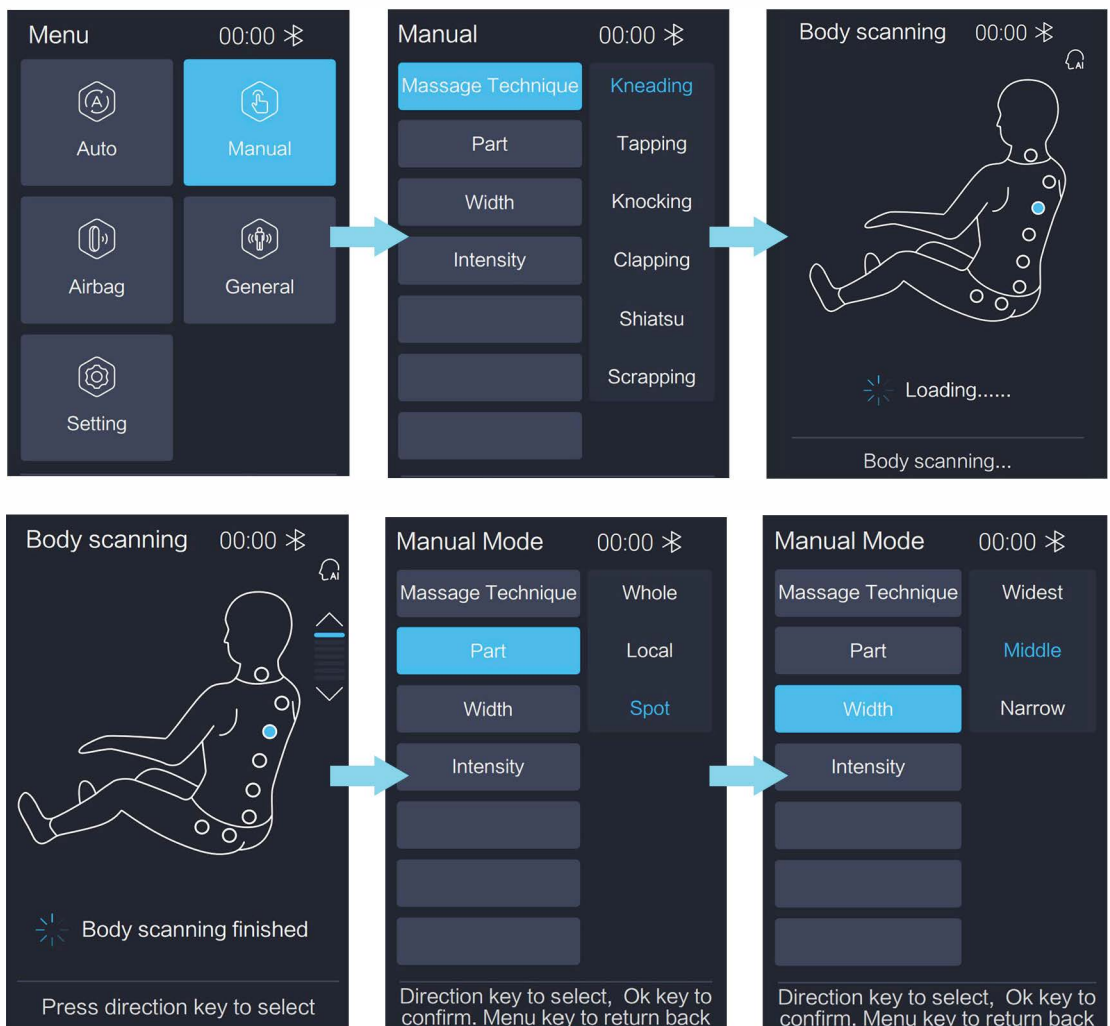 Menu 00:00
Auto
Manual
Airbag
General
Setting
Manual 00:00
Massage Technique
Part
Width
Intensity
Kneading
Tapping
Knocking
Clapping
Shiatsu
Scrapping
Body scanning 00:00
AI
Loading......
Body scanning...
Body scanning 00:00
AI
Body scanning finished
Press direction key to select
Manual Mode 00:00
Massage Technique
Part
Width
Intensity
Whole
Local
Spot
Direction key to select, Ok key to
confirm. Menu key to return back
Manual Mode 00:00
Massage Technique
Part
Width
Intensity
Widest
Middle
Narrow
Direction key to select, Ok key to
confirm. Menu key to return back